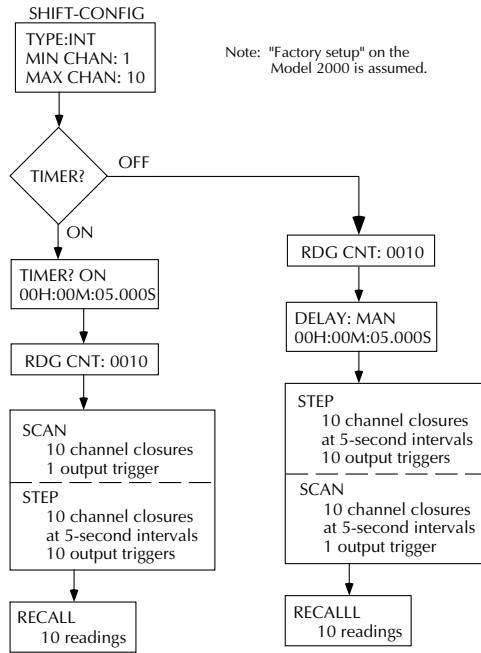 SHIFT-CONFIG
TYPE:INT
MIN CHAN: 1
MAX CHAN: 10
Note: "Factory setup" on the
Model 2000 is assumed.
TIMER?
OFF
ON
TIMER? ON
00H:00M:05.000S
RDG CNT: 0010
SCAN
10 channel closures
1 output trigger
STEP
10 channel closures
at 5-second intervals
10 output triggers
RECALL
10 readings
RDG CNT: 0010
DELAY: MAN
00H:00M:05.000S
STEP
10 channel closures
at 5-second intervals
10 output triggers
SCAN
10 channel closures
at 5-second intervals
1 output trigger
RECALLL
10 readings